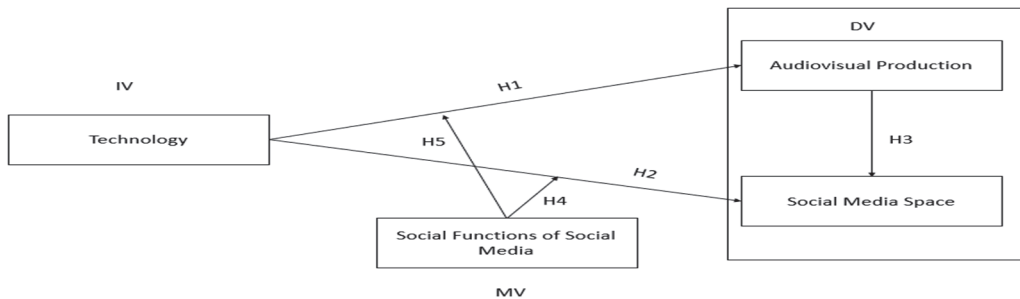 DV
Audiovisual Production
IV
H1
Technology
H5
H3
H2
H4
Social Media Space
Social Functions of Social
Media
MV